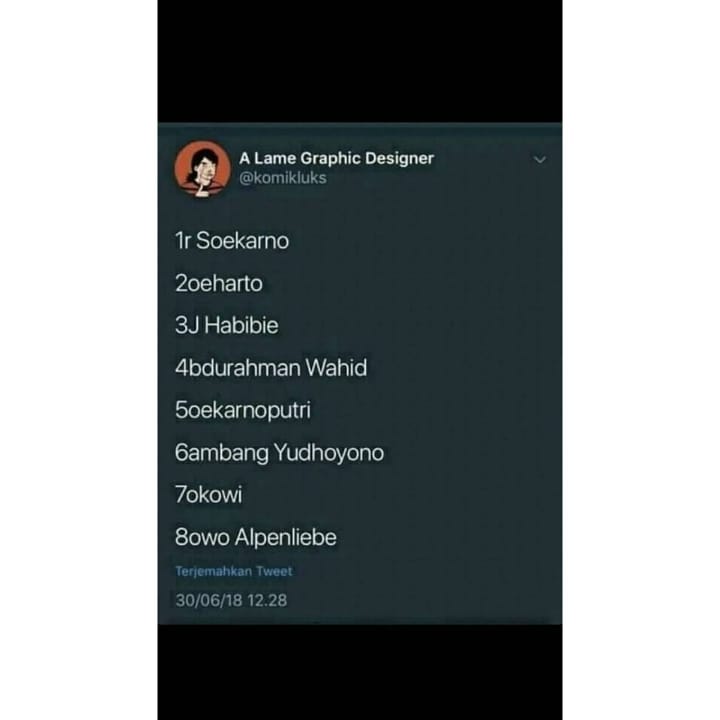 A Lame Graphic Designer
@komikluks
1r Soekarno
2oeharto
3J Habibie
4bdurahman Wahid
5oekarnoputri
6ambang Yudhoyono
7okowi
8owo Alpenliebe
Terjemahkan Tweet
30/06/18 12.28